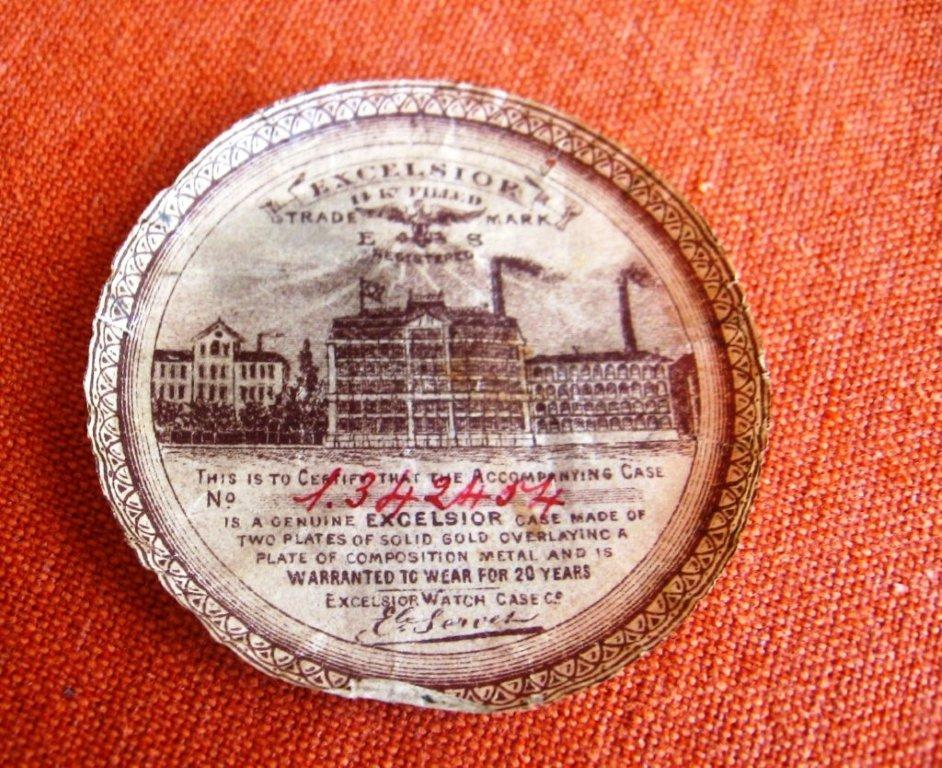 EXCELSIOR
14 KT FILLED
TRADE MARK
E S
REGISTERED
THIS IS TO CERTIFY THAT THE ACCOMPANYING CASE
NO 1.342454
IS A GENUINE EXCELSIOR CASE MADE OF
TWO PLATES OF SOLID GOLD OVERLAYING A
PLATE OF COMPOSITION METAL AND IS
WARRANTED TO WEAR FOR 20 YEARS
EXCELSIOR WATCH CASE CO